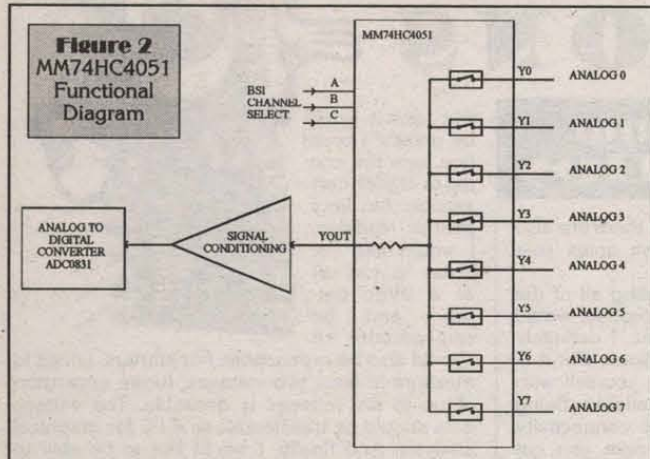 Figure 2
MM74HC4051
Functional
Diagram
MM74HC4051
BSI
CHANNEL
SELECT
A
B
C
Y0 ANALOG 0
Y1 ANALOG 1
Y2 ANALOG 2
Y3 ANALOG 3
Y4 ANALOG 4
Y5 ANALOG 5
Y6 ANALOG 6
Y7 ANALOG 7
ANALOG TO
DIGITAL
CONVERTER
ADC0831
SIGNAL
CONDITIONING
YOUT